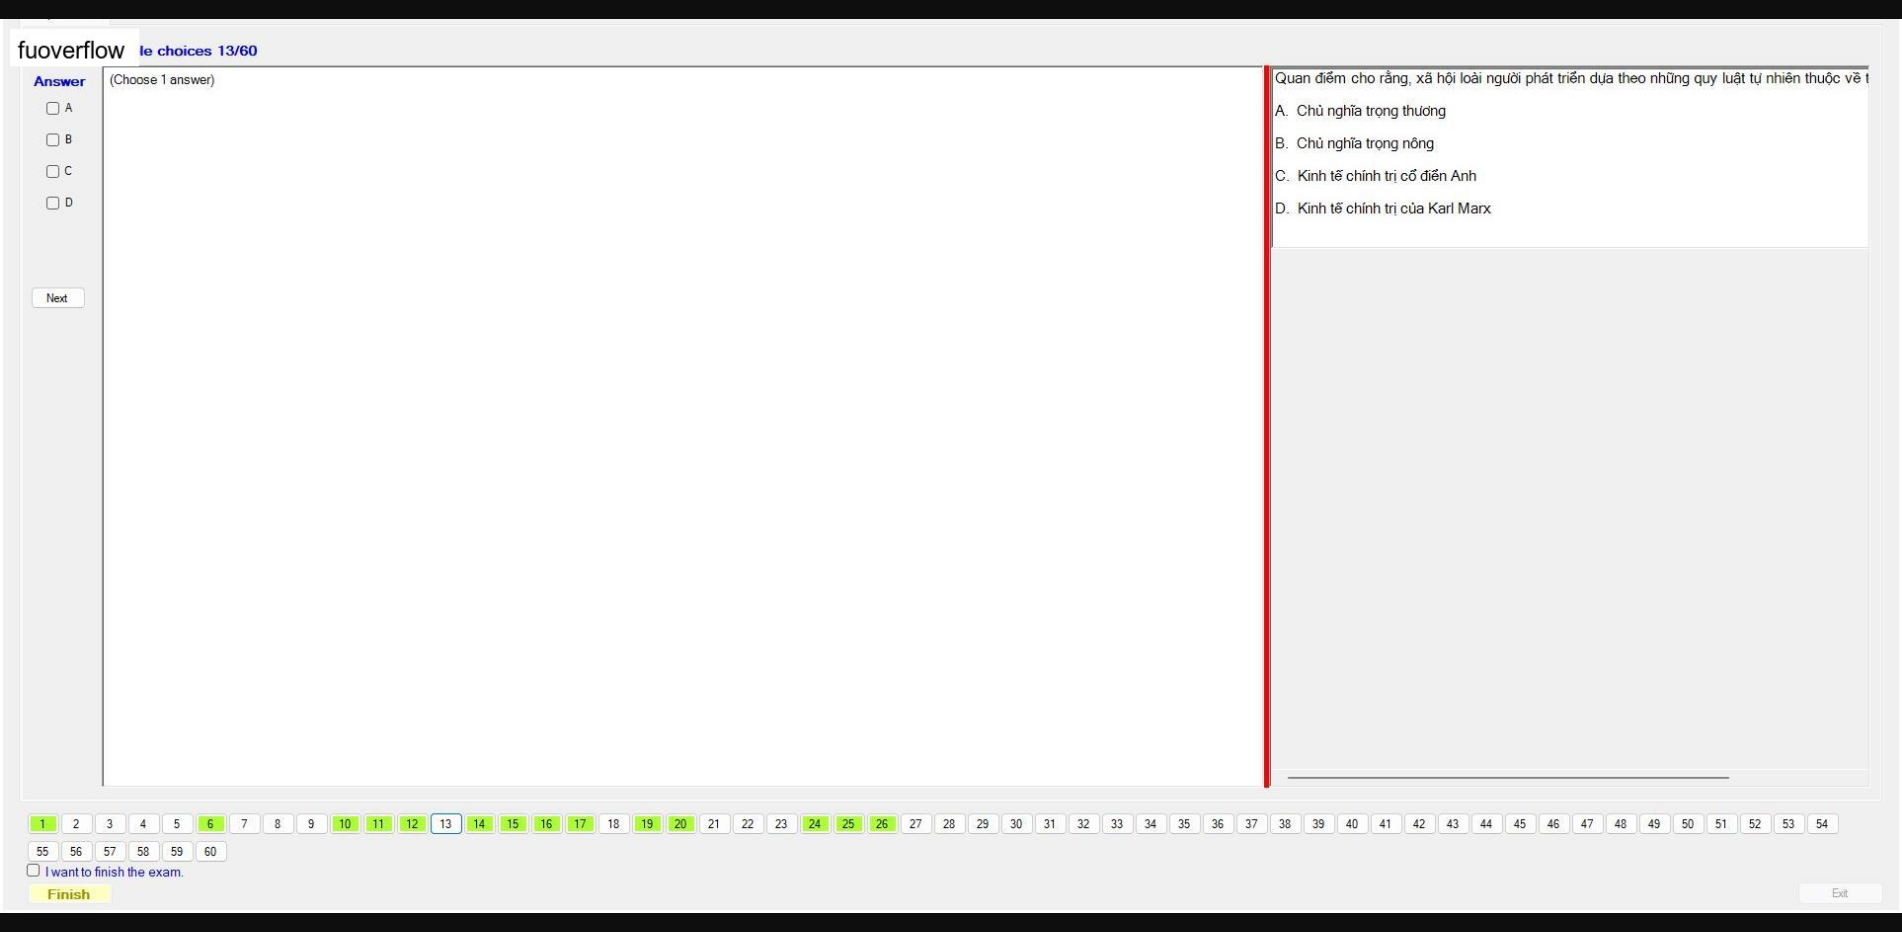 fuoverflow le choices 13/60
Answer
(Choose 1 answer)
A
B
C
D
Next
Quan điểm cho rằng, xã hội loài người phát triển dựa theo những quy luật tự nhiên thuộc về t
A. Chủ nghĩa trọng thương
B. Chủ nghĩa trọng nông
C. Kinh tế chính trị cổ điển Anh
D. Kinh tế chính trị của Karl Marx
1 2 3 4 5 6 7 8 9 10 11 12 13 14 15 16 17 18 19 20 21 22 23 24 25 26 27 28 29 30 31 32 33 34 35 36 37 38 39 40 41 42 43 44 45 46 47 48 49 50 51 52 53 54
55 56 57 58 59 60
I want to finish the exam.
Finish
Exit